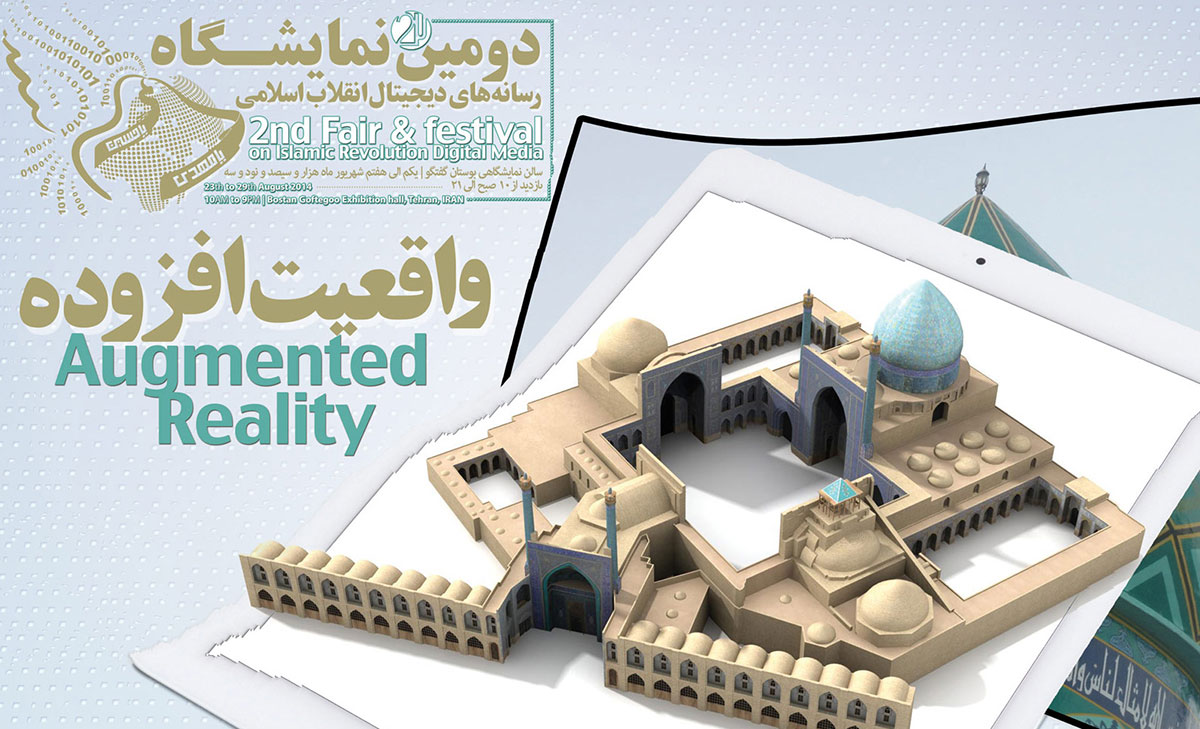 دومین نمایشگاه
رسانه‌های دیجیتال انقلاب اسلامی
2nd Fair & festival
on Islamic Revolution Digital Media
سالن نمایشگاهی بوستان گفتگو | یکم الی هفتم شهریور ماه هزار و سیصد و نود و سه
بازدید از ۱۰ صبح الی ۲۱
23th to 29th August 2014
10AM to 9PM | Bostan Goftegoo Exhibition hall, Tehran, IRAN
یا مهدی
واقعیت افزوده
Augmented
Reality